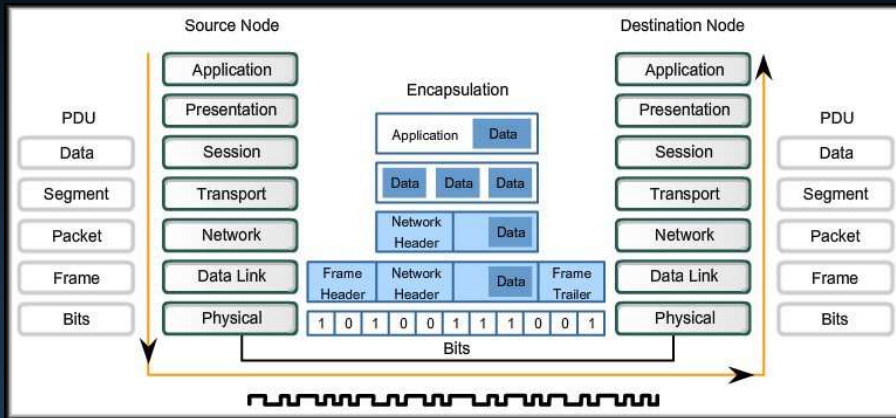 Source Node
Destination Node
Application
Application
Encapsulation
Presentation
Presentation
PDU
PDU
Application Data
Data
Session
Session
Data
Data Data Data
Segment
Transport
Transport
Segment
Network
Header
Data
Packet
Network
Network
Packet
Frame
Header
Network
Header
Data
Frame
Trailer
Frame
Data Link
Data Link
Frame
Bits
Physical
1 0 1 0 0 1 1 1 0 0 1
Physical
Bits
Bits